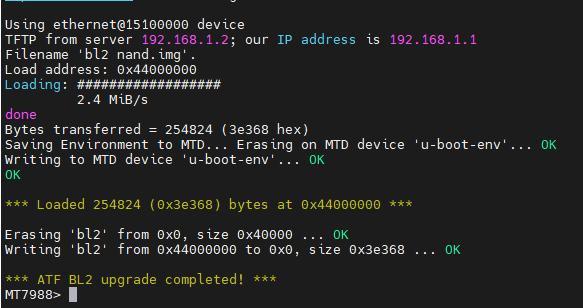 Using ethernet@15100000 device
TFTP from server 192.168.1.2; our IP address is 192.168.1.1
Filename 'bl2 nand.img'.
Load address: 0x44000000
Loading: ##################
2.4 MiB/s
done
Bytes transferred = 254824 (3e368 hex)
Saving Environment to MTD... Erasing on MTD device 'u-boot-env'... OK
Writing to MTD device 'u-boot-env'... OK
OK
*** Loaded 254824 (0x3e368) bytes at 0x44000000 ***
Erasing 'bl2' from 0x0, size 0x40000 ... OK
Writing 'bl2' from 0x44000000 to 0x0, size 0x3e368 ... OK
*** ATF BL2 upgrade completed! ***
MT7988>